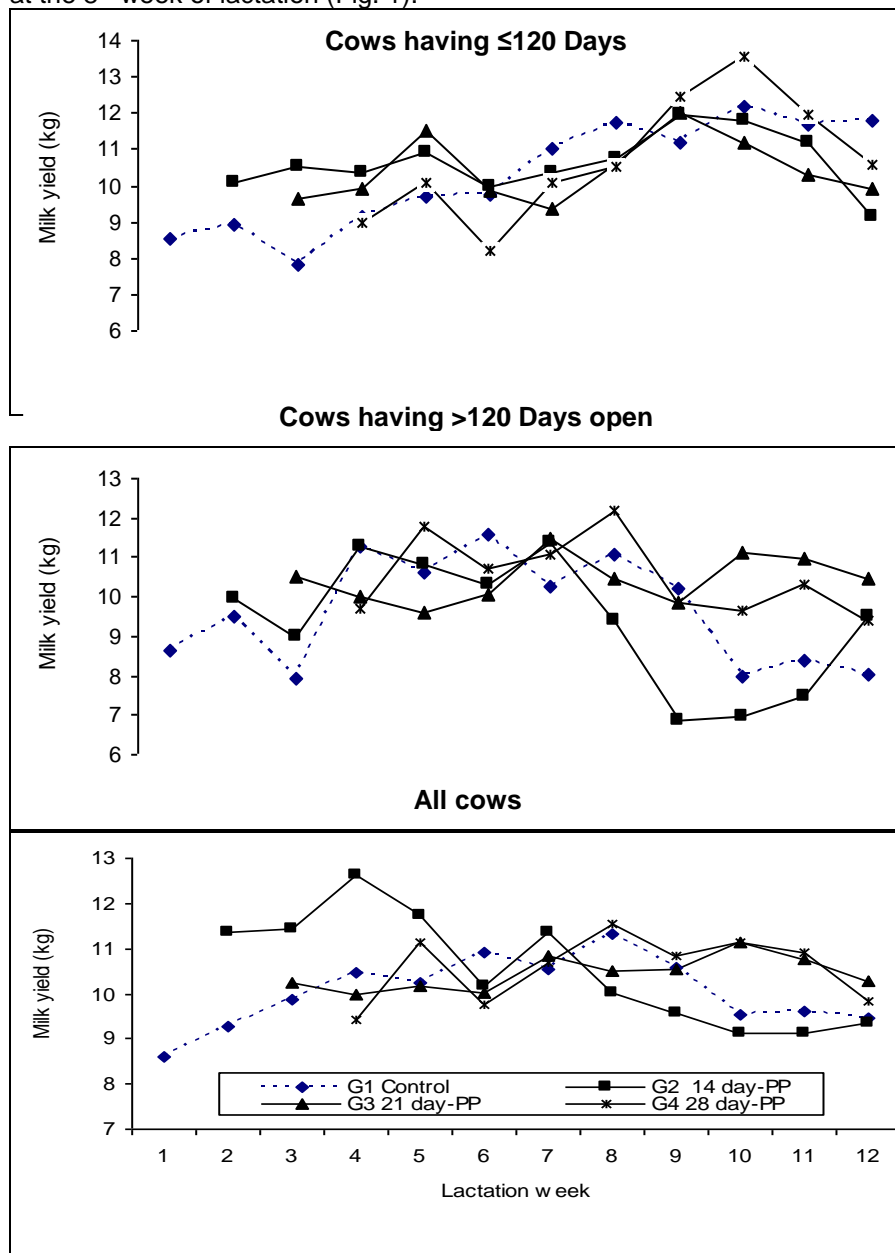 week of lactation (Fig. 1).
Cows having ≤120 Days
Milk yield (kg)
14
13
12
11
10
9
8
7
6
Cows having >120 Days open
Milk yield (kg)
13
12
11
10
9
8
7
6
All cows
Milk yield (kg)
13
12
11
10
9
8
7
G1 Control
G2 14 day-PP
G3 21 day-PP
G4 28 day-PP
1 2 3 4 5 6 7 8 9 10 11 12
Lactation week